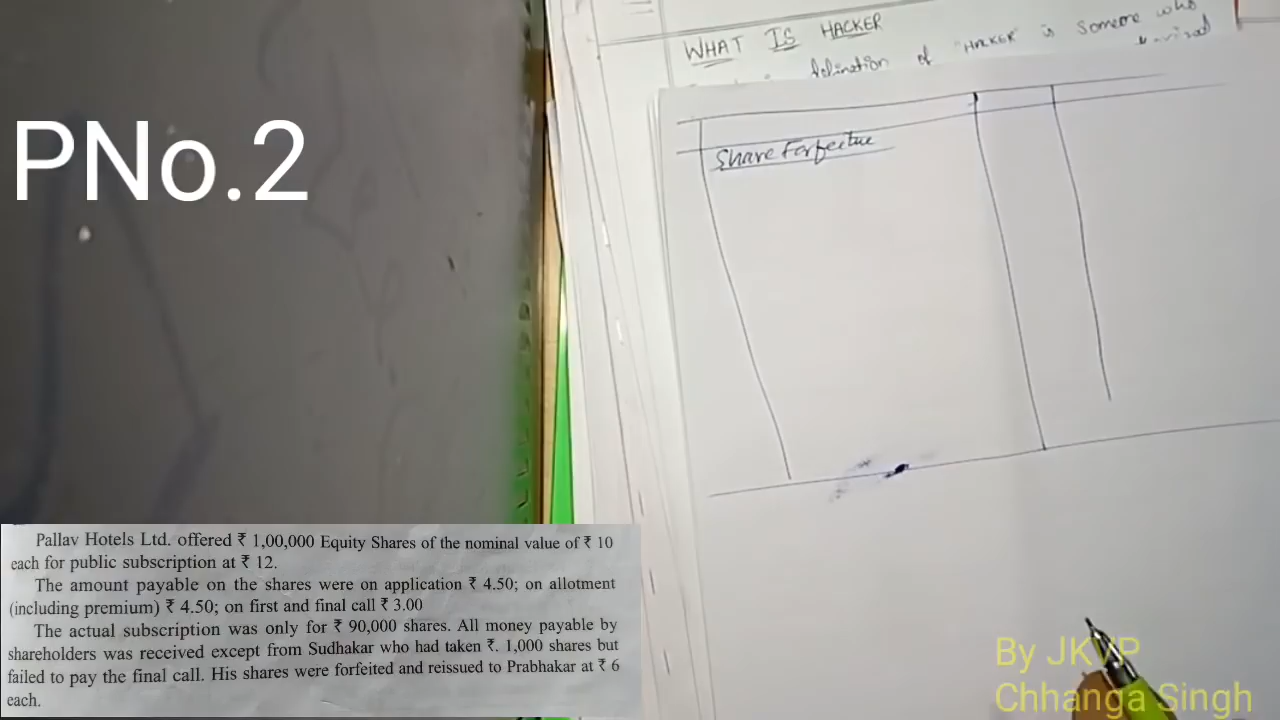 WHAT IS HACKER
of "HACKER" is someone who
PNo.2
Share Forfeiture
Pallav Hotels Ltd. offered ₹ 1,00,000 Equity Shares of the nominal value of ₹ 10
each for public subscription at ₹ 12.
The amount payable on the shares were on application ₹ 4.50; on allotment
(including premium) ₹ 4.50; on first and final call ₹ 3.00
The actual subscription was only for ₹ 90,000 shares. All money payable by
shareholders was received except from Sudhakar who had taken ₹. 1,000 shares but
failed to pay the final call. His shares were forfeited and reissued to Prabhakar at ₹ 6
each.
By JKVP
Chhanga Singh